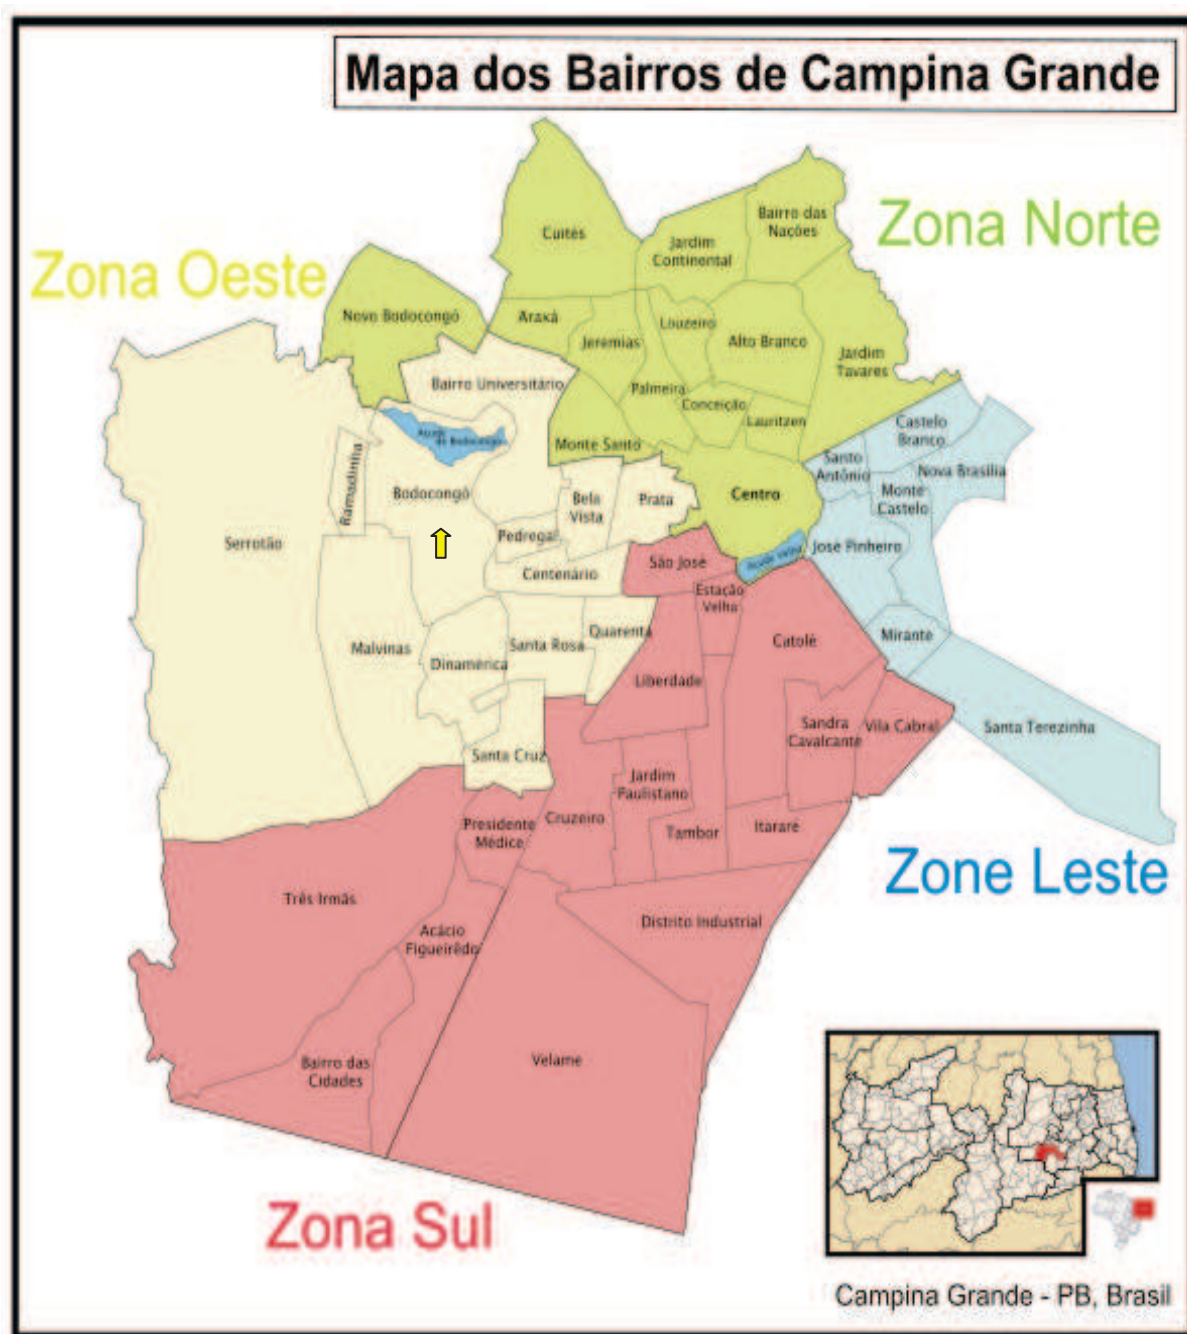 Mapa dos Bairros de Campina Grande
Zona Norte
Zona Oeste
Cuités
Bairro das
Nações
Jardim
Continental
Novo Bodocongó
Araxá
Jeremias
Louzeiro
Alto Branco
Jardim
Tavares
Bairro Universitário
Palmeira
Conceição
Lauritzen
Monte Santo
Castelo
Branco
Santo
Antônio
Nova Brasília
Monte
Castelo
Açude
de Bodocongó
Ramadinha
Bodocongó
Bela
Vista
Prata
Centro
Serrotão
Pedregal
Centenário
São José
Açude Velho
José Pinheiro
Estação
Velha
Malvinas
Dinamérica
Santa Rosa
Quarenta
Catolé
Mirante
Liberdade
Sandra
Cavalcante
Vila Cabral
Santa Terezinha
Santa Cruz
Jardim
Paulistano
Presidente
Médice
Cruzeiro
Tambor
Itararé
Zone Leste
Três Irmãs
Acácio
Figueirêdo
Distrito Industrial
Bairro das
Cidades
Velame
Zona Sul
Campina Grande - PB, Brasil